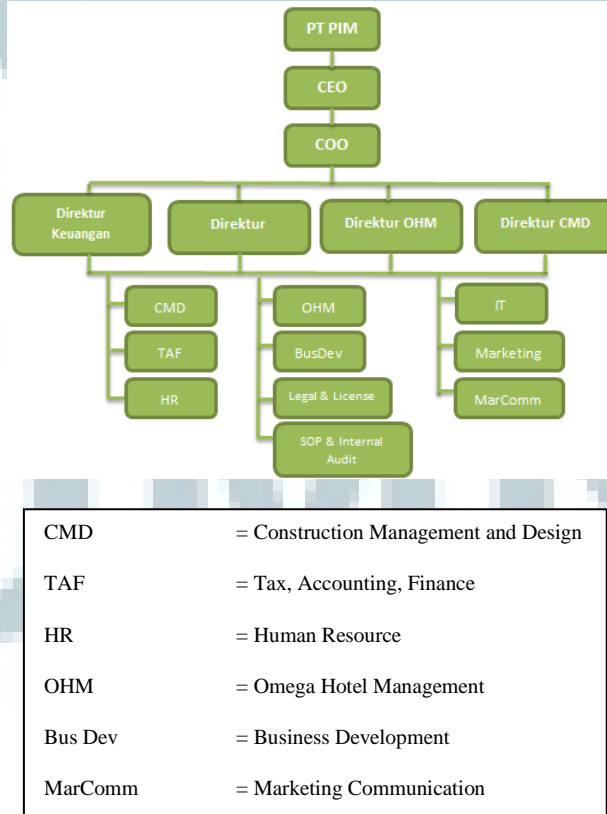 PT PIM
CEO
COO
Direktur
Keuangan
Direktur
Direktur OHM
Direktur CMD
CMD
TAF
HR
OHM
BusDev
Legal & License
SOP & Internal
Audit
IT
Marketing
MarComm
CMD = Construction Management and Design
TAF = Tax, Accounting, Finance
HR = Human Resource
OHM = Omega Hotel Management
Bus Dev = Business Development
MarComm = Marketing Communication